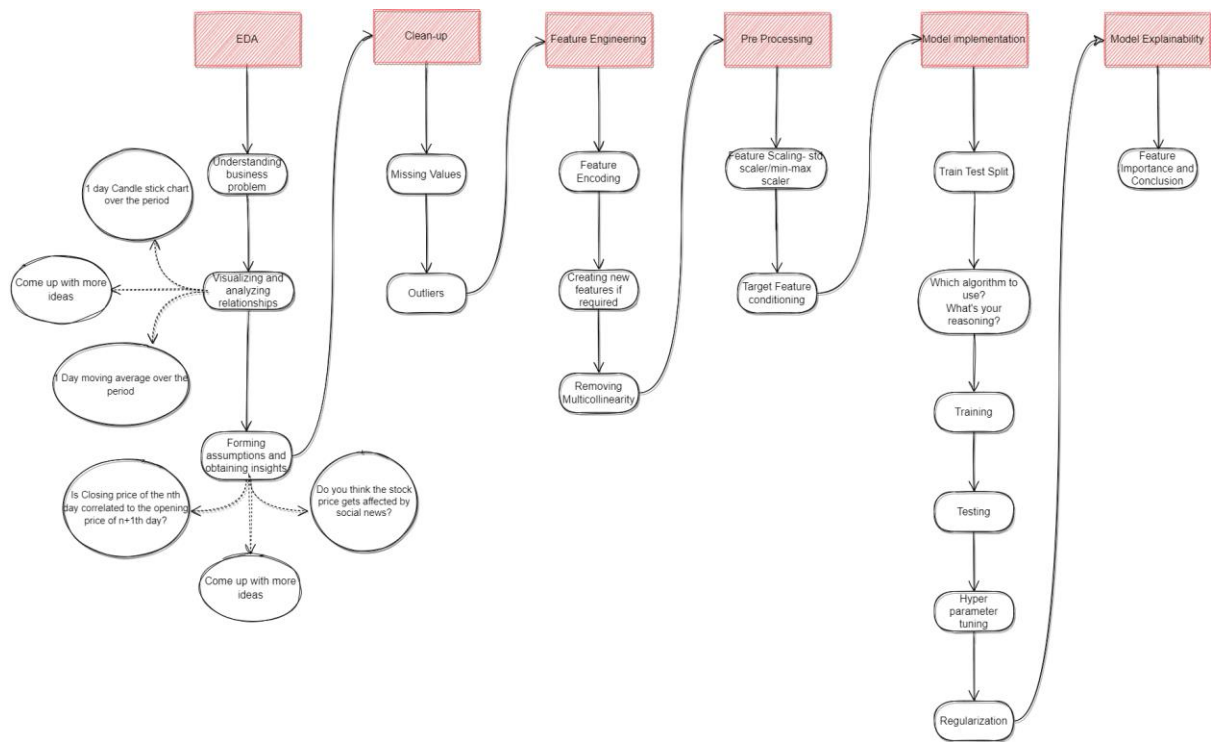 EDA
Understanding
business
problem
1 day Candle stick chart
over the period
Come up with more
ideas
Visualizing and
analyzing
relationships
1 Day moving average over the
period
Forming
assumptions and
obtaining insights
Is Closing price of the nth
day correlated to the opening
price of n+1th day?
Do you think the stock
price gets affected by
social news?
Come up with more
ideas
Clean-up
Missing Values
Outliers
Feature Engineering
Feature
Encoding
Creating new
features if
required
Removing
Multicollinearity
Pre Processing
Feature Scaling- std
scaler/min-max
scaler
Target Feature
conditioning
Model implementation
Train Test Split
Which algorithm to
use?
What's your
reasoning?
Training
Testing
Hyper
parameter
tuning
Regularization
Model Explainability
Feature
Importance and
Conclusion